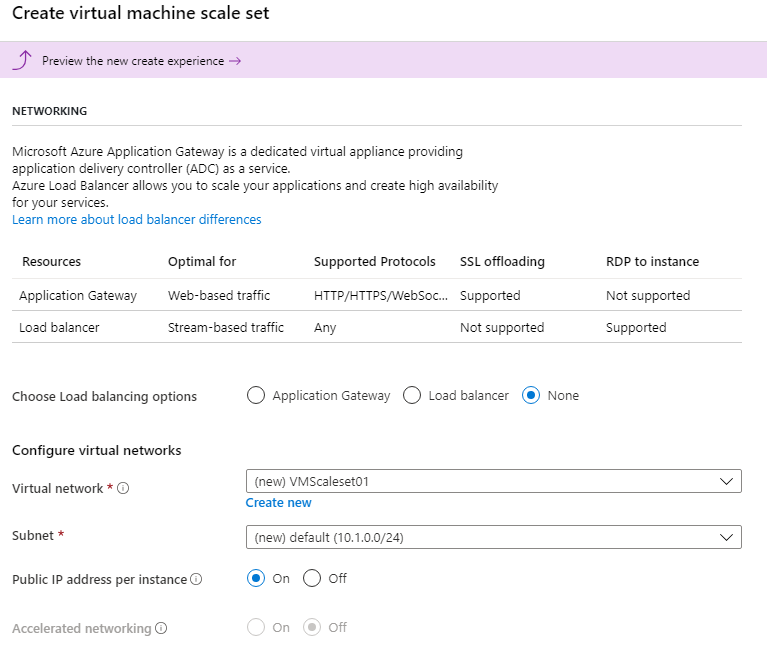 Create virtual machine scale set
Preview the new create experience →
NETWORKING
Microsoft Azure Application Gateway is a dedicated virtual appliance providing
application delivery controller (ADC) as a service.
Azure Load Balancer allows you to scale your applications and create high availability
for your services.
Learn more about load balancer differences
Resources Optimal for Supported Protocols SSL offloading RDP to instance
Application Gateway Web-based traffic HTTP/HTTPS/WebSoc... Supported Not supported
Load balancer Stream-based traffic Any Not supported Supported
Choose Load balancing options Application Gateway Load balancer None
Configure virtual networks
Virtual network * (new) VMScaleset01
Create new
Subnet * (new) default (10.1.0.0/24)
Public IP address per instance On Off
Accelerated networking On Off